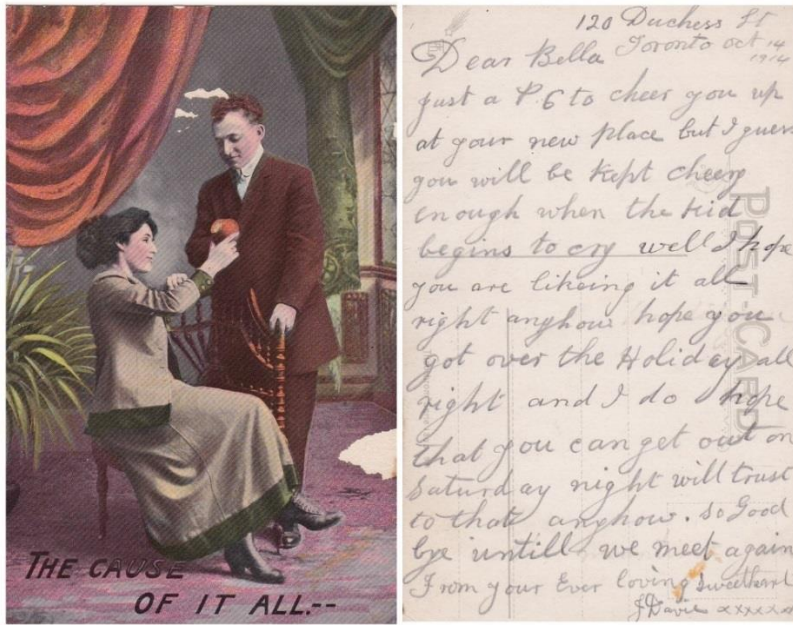 THE CAUSE
OF IT ALL.--
120 Duchess St
Toronto Oct 14
1914
Dear Bella
just a P.C to cheer you up
at your new place but I guess
you will be kept cheery
enough when the kid
begins to cry well I hope
you are likeing it all
right anyhow hope you
got over the Holiday all
right and I do hope
that you can get out on
Saturday night will trust
to that anyhow. so Good
bye untill we meet again
From your Ever loving sweetheart
J Davis xxxxxx
POST-CARD